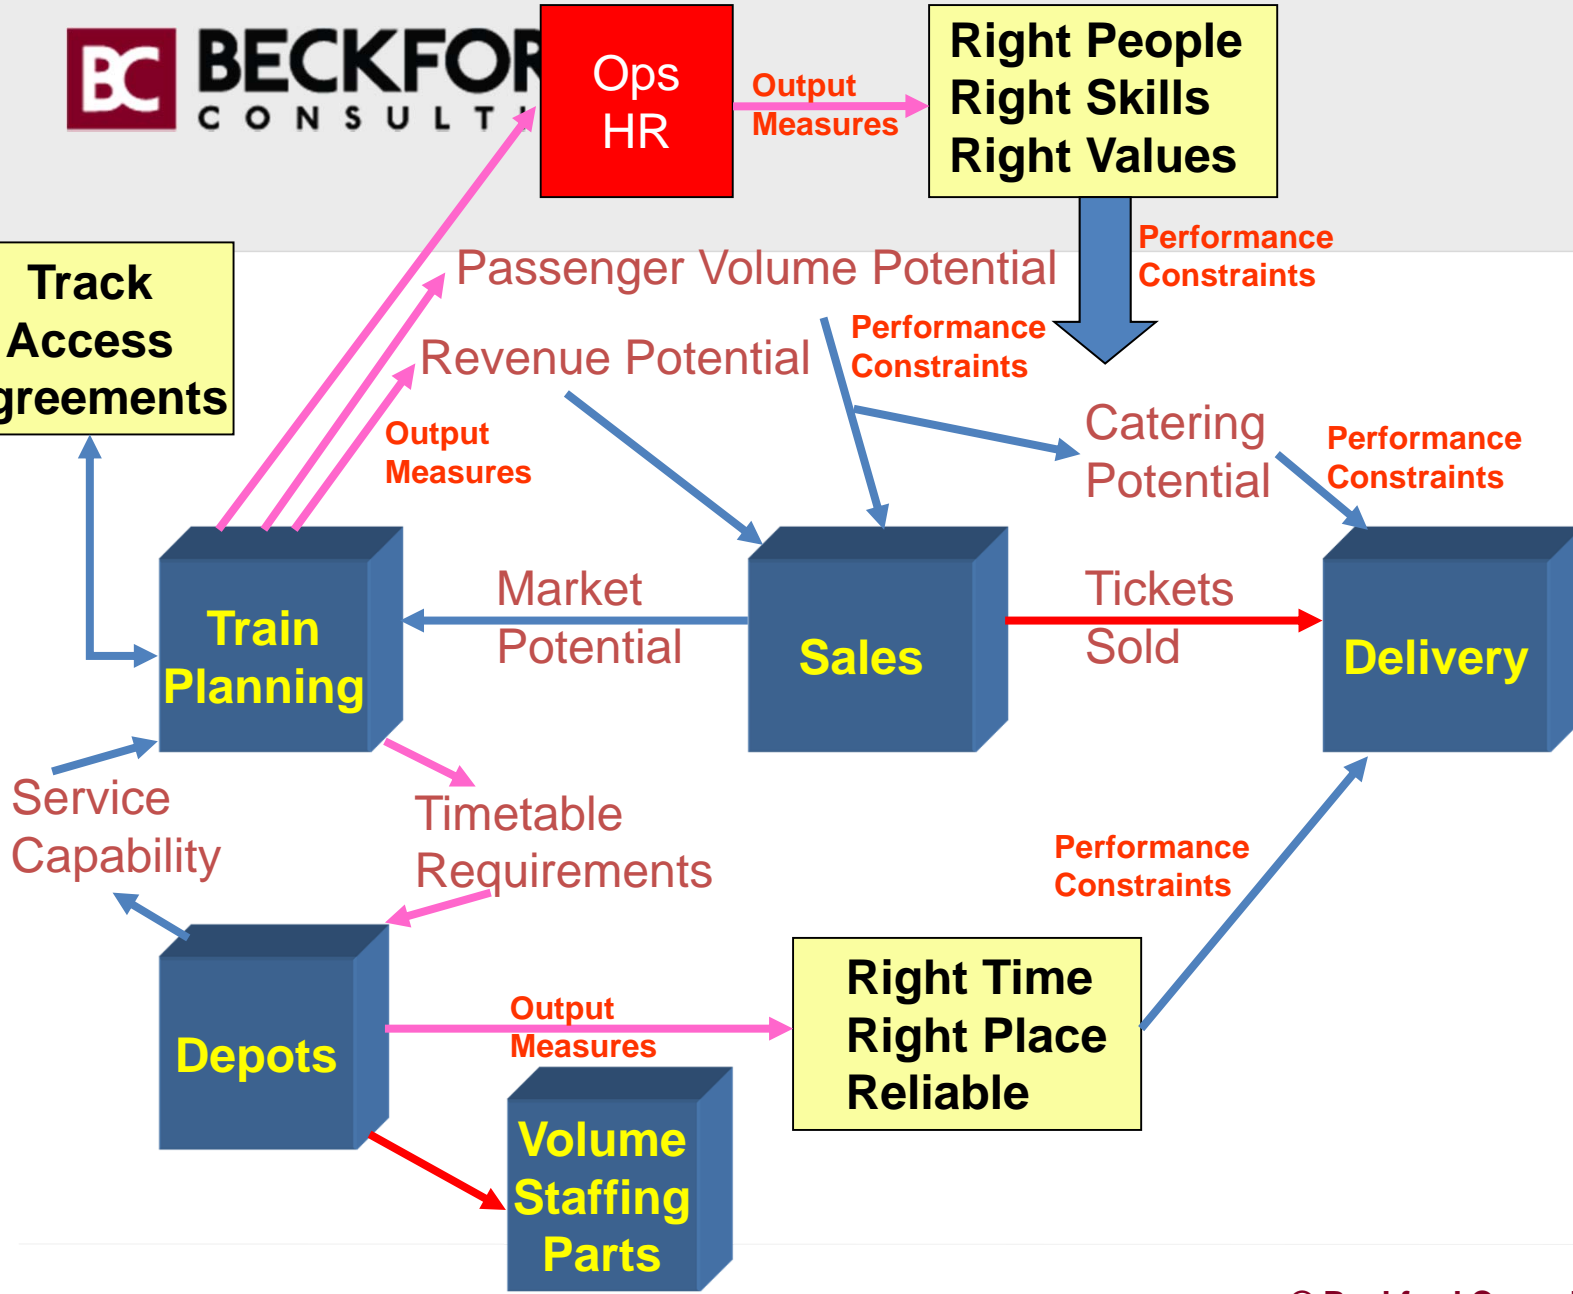 BC BECKFOR
CONSULT
Ops
HR
Output
Measures
Right People
Right Skills
Right Values
Performance
Constraints
Track
Access
greements
Passenger Volume Potential
Revenue Potential
Performance
Constraints
Output
Measures
Catering
Potential
Performance
Constraints
Train
Planning
Market
Potential
Sales
Tickets
Sold
Delivery
Service
Capability
Timetable
Requirements
Performance
Constraints
Depots
Output
Measures
Right Time
Right Place
Reliable
Volume
Staffing
Parts